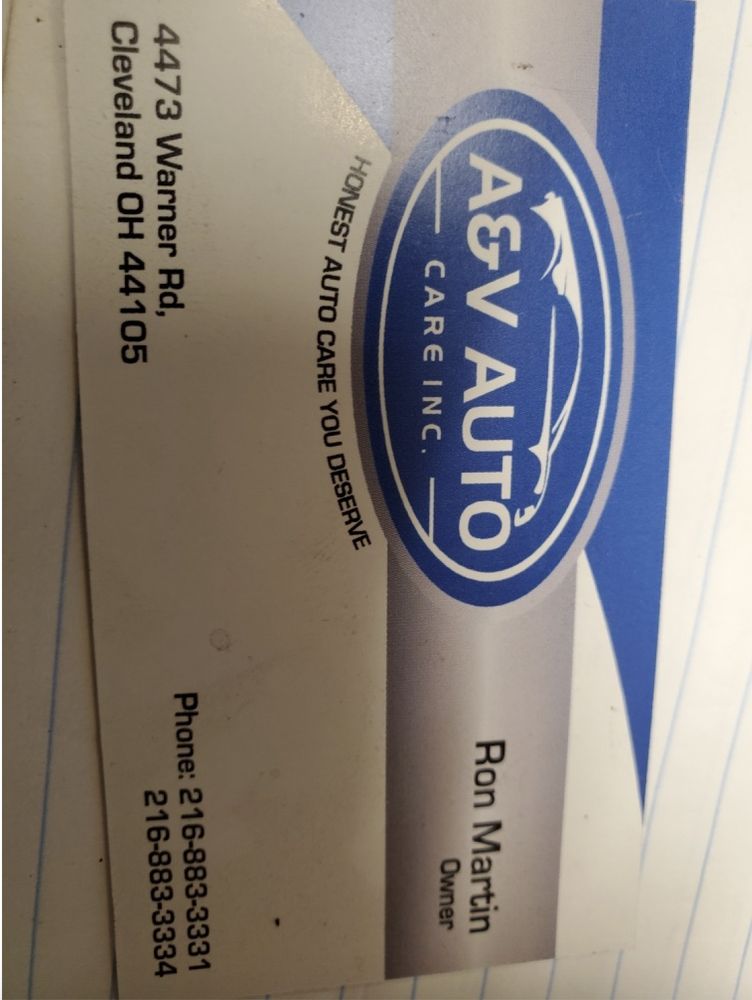 A&V AUTO
CARE INC.
HONEST AUTO CARE YOU DESERVE
Ron Martin
Owner
4473 Warner Rd,
Cleveland OH 44105
Phone: 216-883-3331
216-883-3334